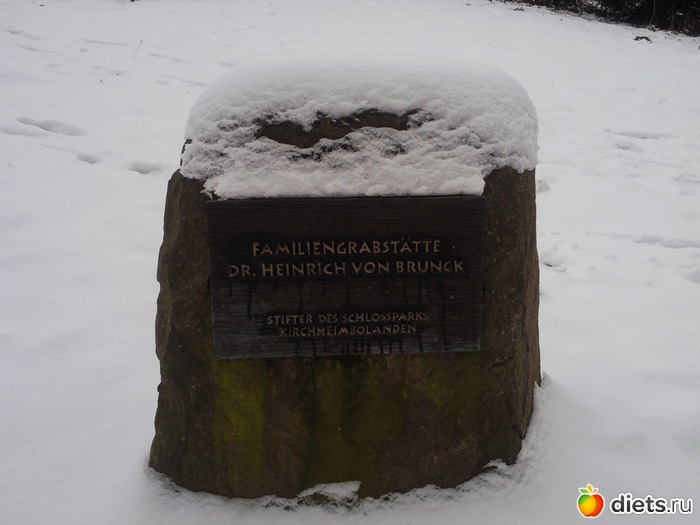 FAMILIENGRABSTÄTTE
DR. HEINRICH VON BRUNCK
STIFTER DES SCHLOSSPARKS
KIRCHHEIMBOLANDEN
diets.ru